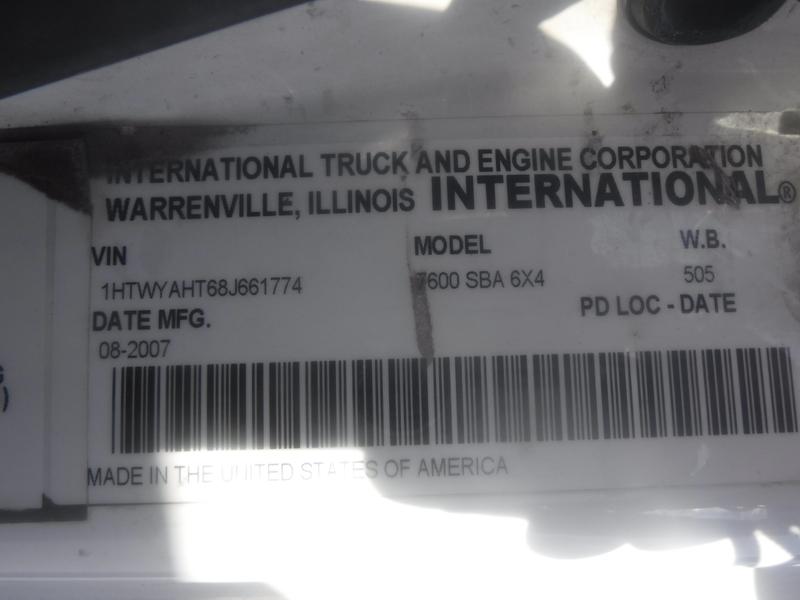 INTERNATIONAL TRUCK AND ENGINE CORPORATION
WARRENVILLE, ILLINOIS INTERNATIONAL®
VIN MODEL W.B.
1HTWYAHT68J661774 7600 SBA 6X4 505
DATE MFG. PD LOC - DATE
08-2007
MADE IN THE UNITED STATES OF AMERICA